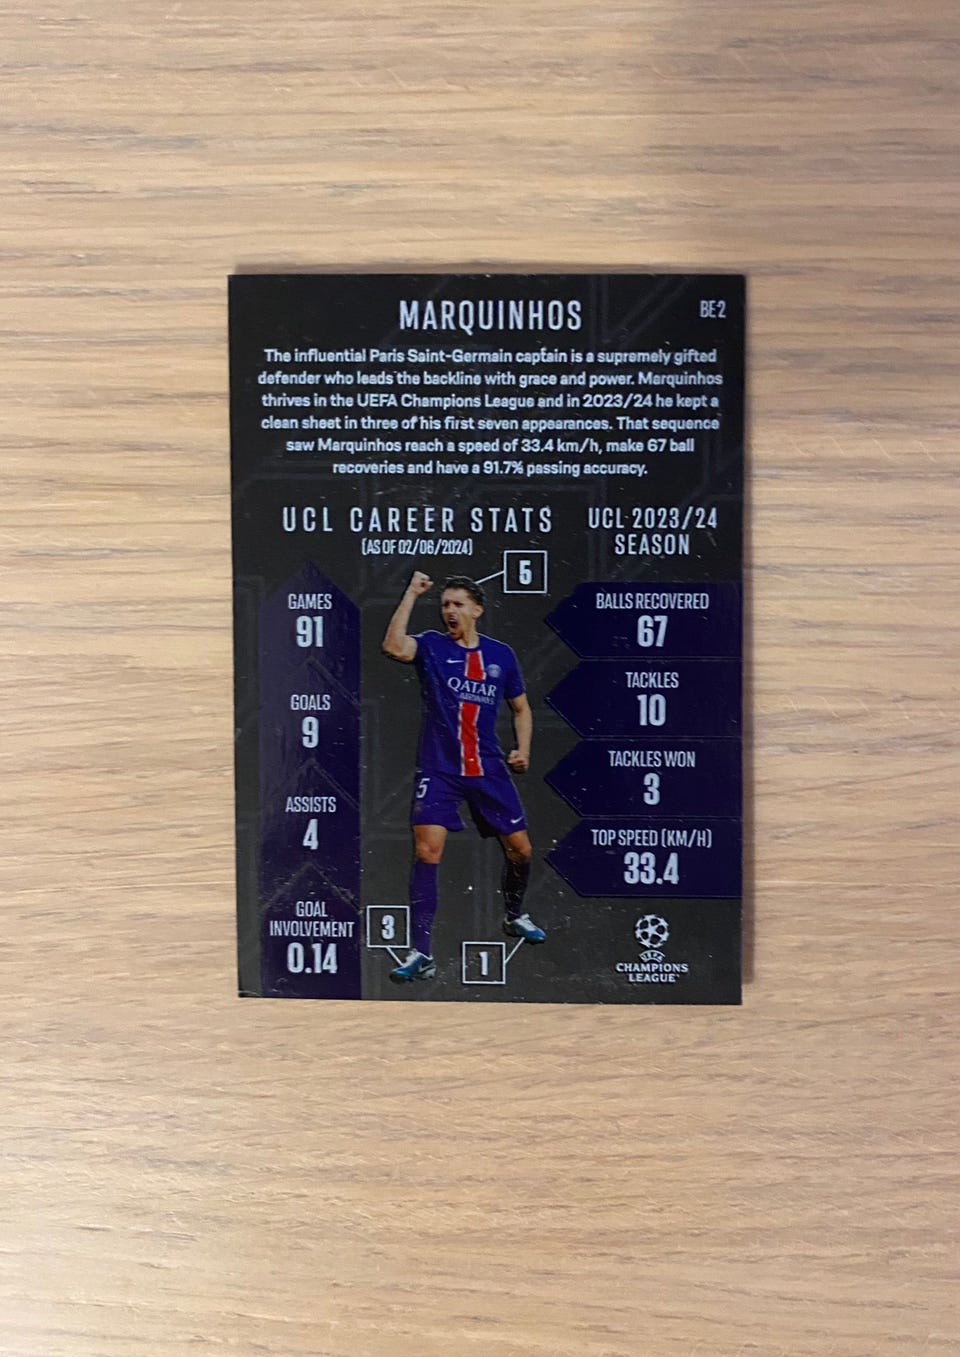 MARQUINHOS
BE2
The influential Paris Saint-Germain captain is a supremely gifted
defender who leads the backline with grace and power. Marquinhos
thrives in the UEFA Champions League and in 2023/24 he kept a
clean sheet in three of his first seven appearances. That sequence
saw Marquinhos reach a speed of 33.4 km/h, make 67 ball
recoveries and have a 91.7% passing accuracy.
UCL CAREER STATS
(AS OF 02/06/2024)
GAMES
91
GOALS
9
ASSISTS
4
GOAL
INVOLVEMENT
0.14
5
QATAR
AIRWAYS
5
3
1
UCL 2023/24
SEASON
BALLS RECOVERED
67
TACKLES
10
TACKLES WON
3
TOP SPEED (KM/H)
33.4
UEFA
CHAMPIONS
LEAGUE